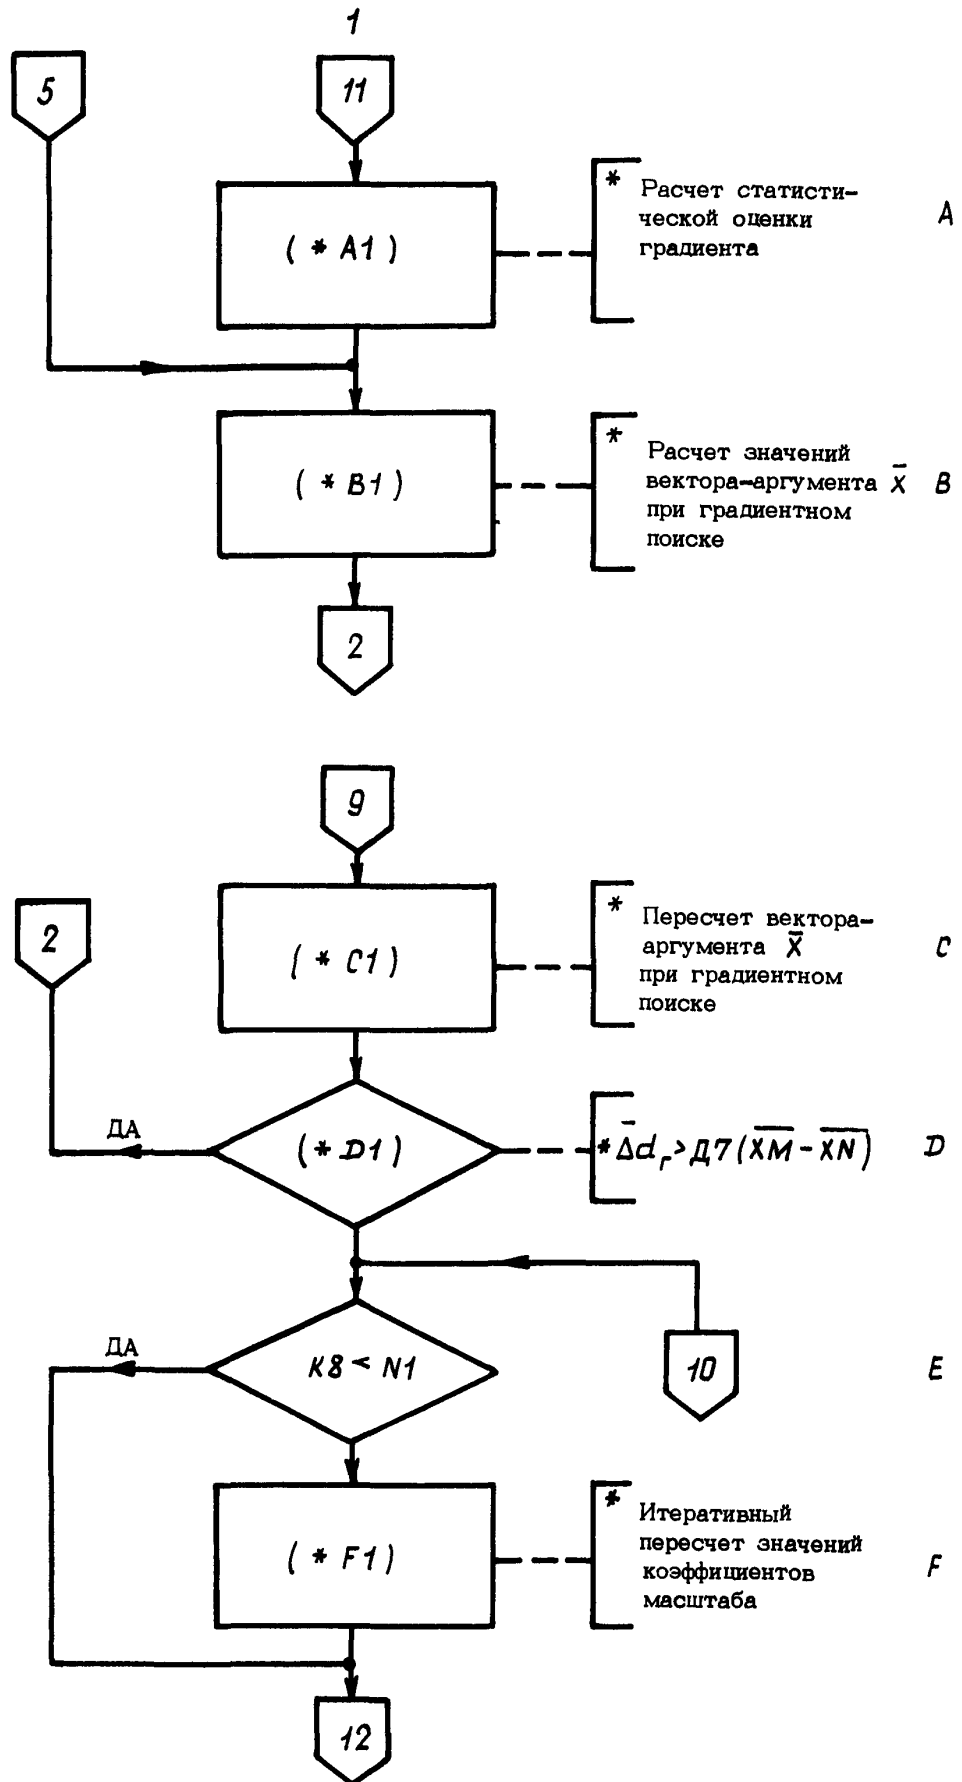 1
5
11
( * A1 )
* Расчет статисти-
ческой оценки
градиента
A
( * B1 )
* Расчет значений
вектора-аргумента X̄
при градиентном
поиске
B
2
9
2
( * C1 )
* Пересчет вектора-
аргумента X̄
при градиентном
поиске
C
ДА
( * D1 )
* Δ̄d_r > Д7 (X̅M̅ - X̅N̅)
D
ДА
K8 < N1
10
E
( * F1 )
* Итеративный
пересчет значений
коэффициентов
масштаба
F
12